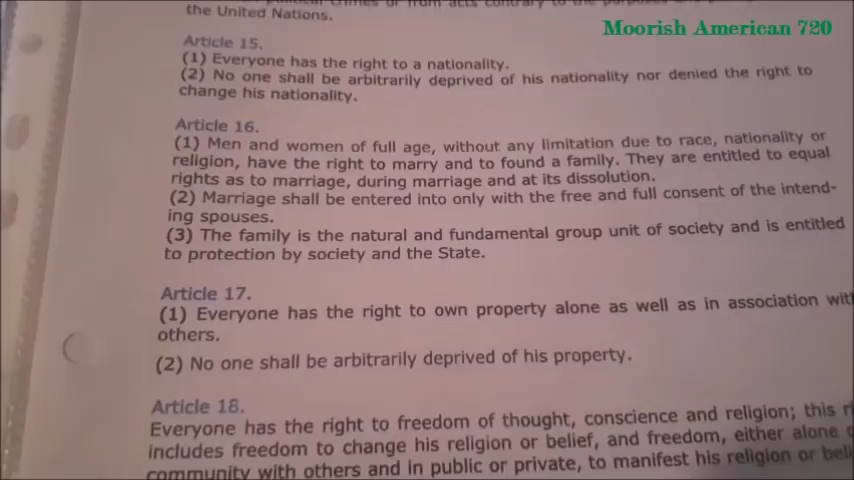 Moorish American 720
the United Nations.
Article 15.
(1) Everyone has the right to a nationality.
(2) No one shall be arbitrarily deprived of his nationality nor denied the right to
change his nationality.
Article 16.
(1) Men and women of full age, without any limitation due to race, nationality or
religion, have the right to marry and to found a family. They are entitled to equal
rights as to marriage, during marriage and at its dissolution.
(2) Marriage shall be entered into only with the free and full consent of the intend-
ing spouses.
(3) The family is the natural and fundamental group unit of society and is entitled
to protection by society and the State.
Article 17.
(1) Everyone has the right to own property alone as well as in association with
others.
(2) No one shall be arbitrarily deprived of his property.
Article 18.
Everyone has the right to freedom of thought, conscience and religion; this
includes freedom to change his religion or belief, and freedom, either alone
community with others and in public or private, to manifest his religion or